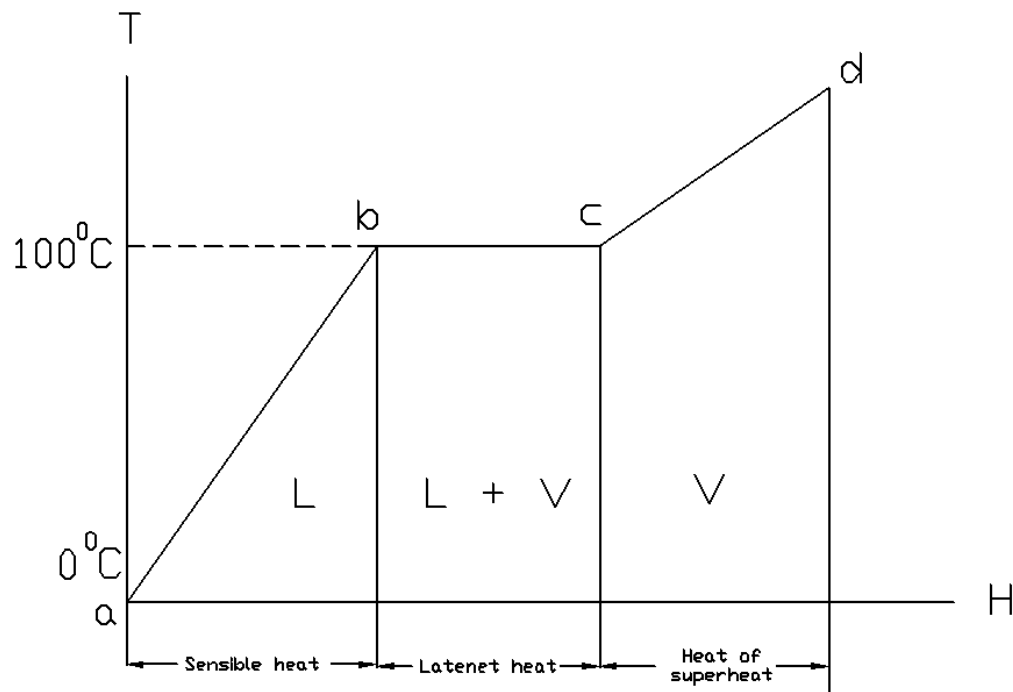 T
d
b
c
100°C
L
L + V
V
0°C
a
H
Sensible heat
Latenet heat
Heat of
superheat